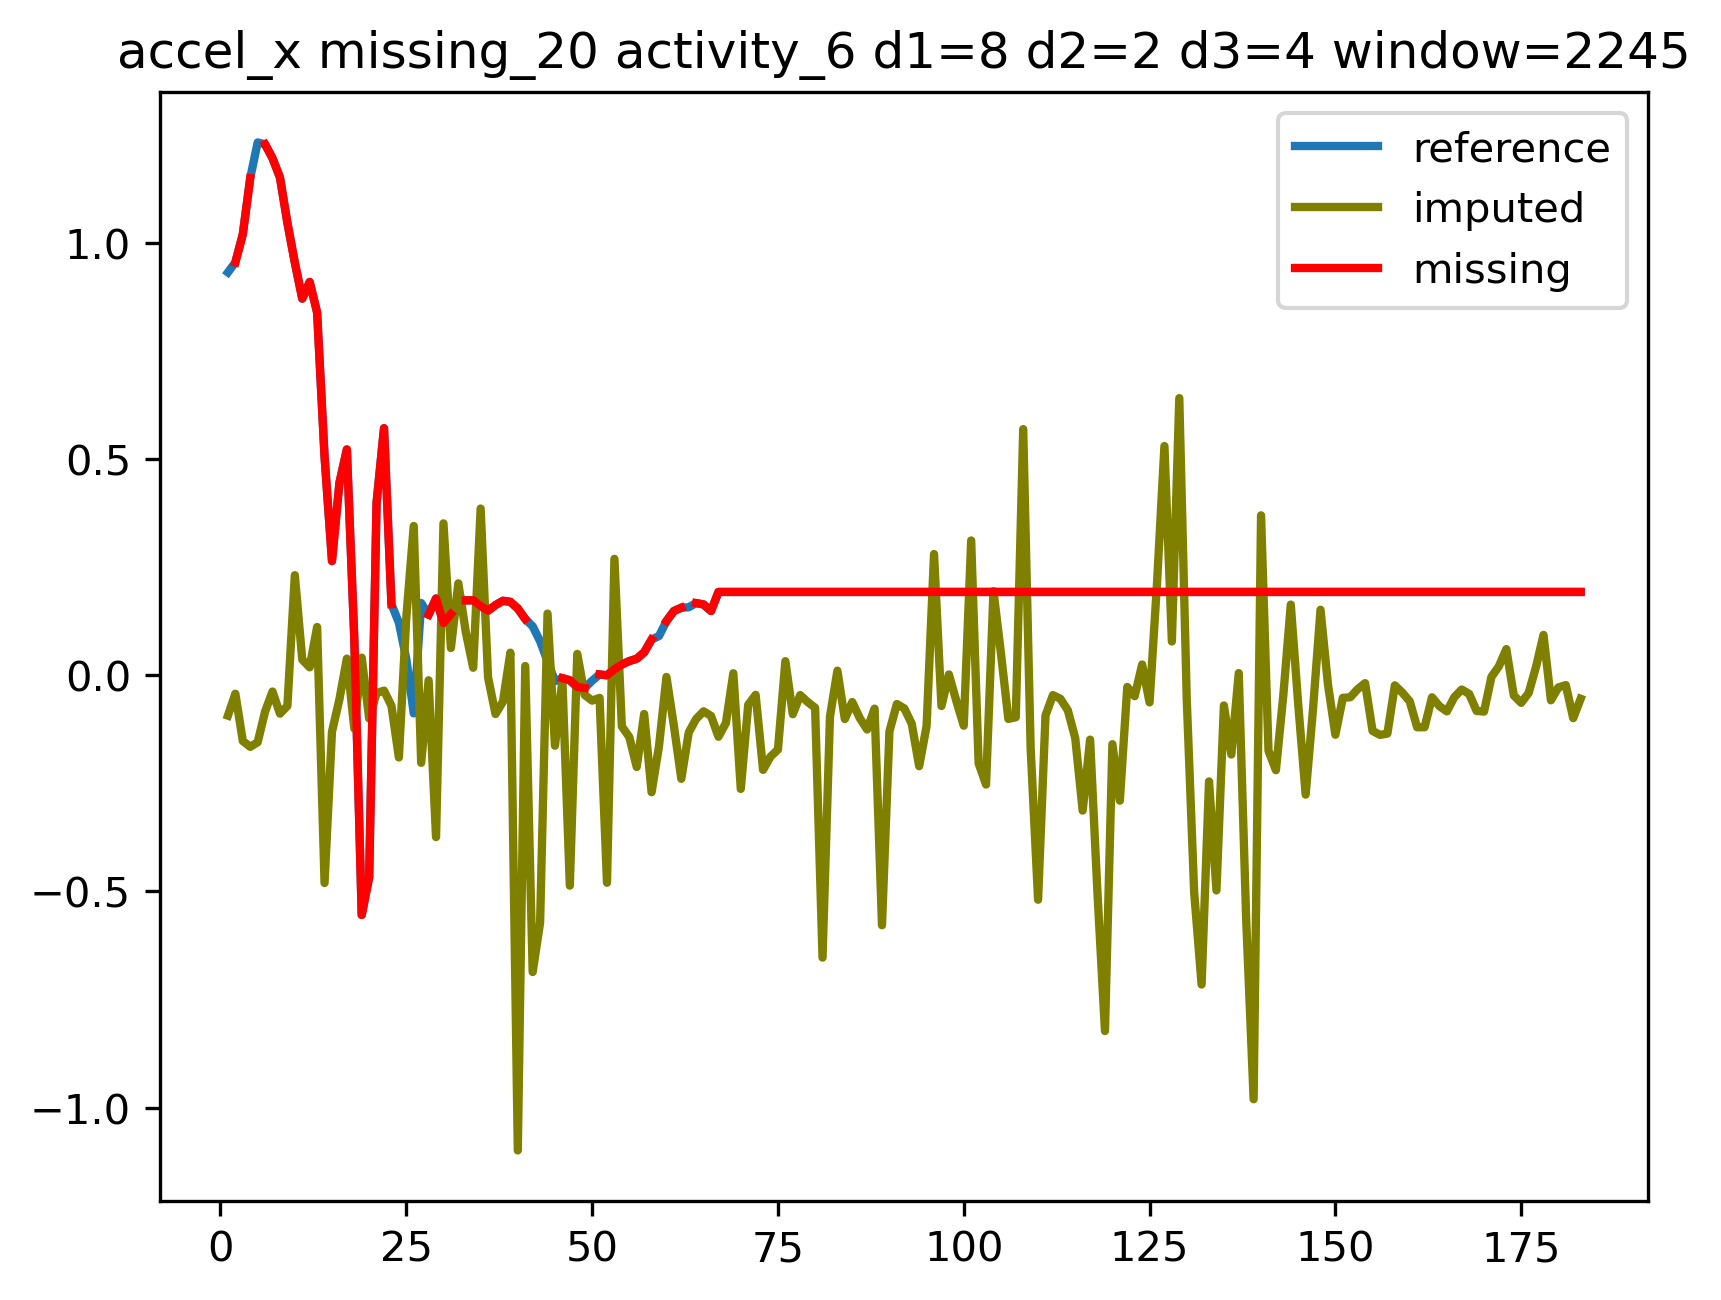 accel_x missing_20 activity_6 d1=8 d2=2 d3=4 window=2245
reference
imputed
missing
1.0
0.5
0.0
−0.5
−1.0
0 25 50 75 100 125 150 175